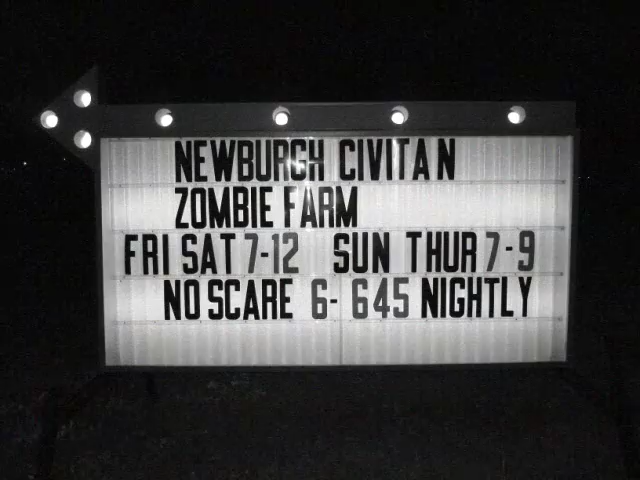 NEWBURGH CIVITAN
ZOMBIE FARM
FRI SAT 7-12 SUN THUR 7-9
NO SCARE 6-645 NIGHTLY